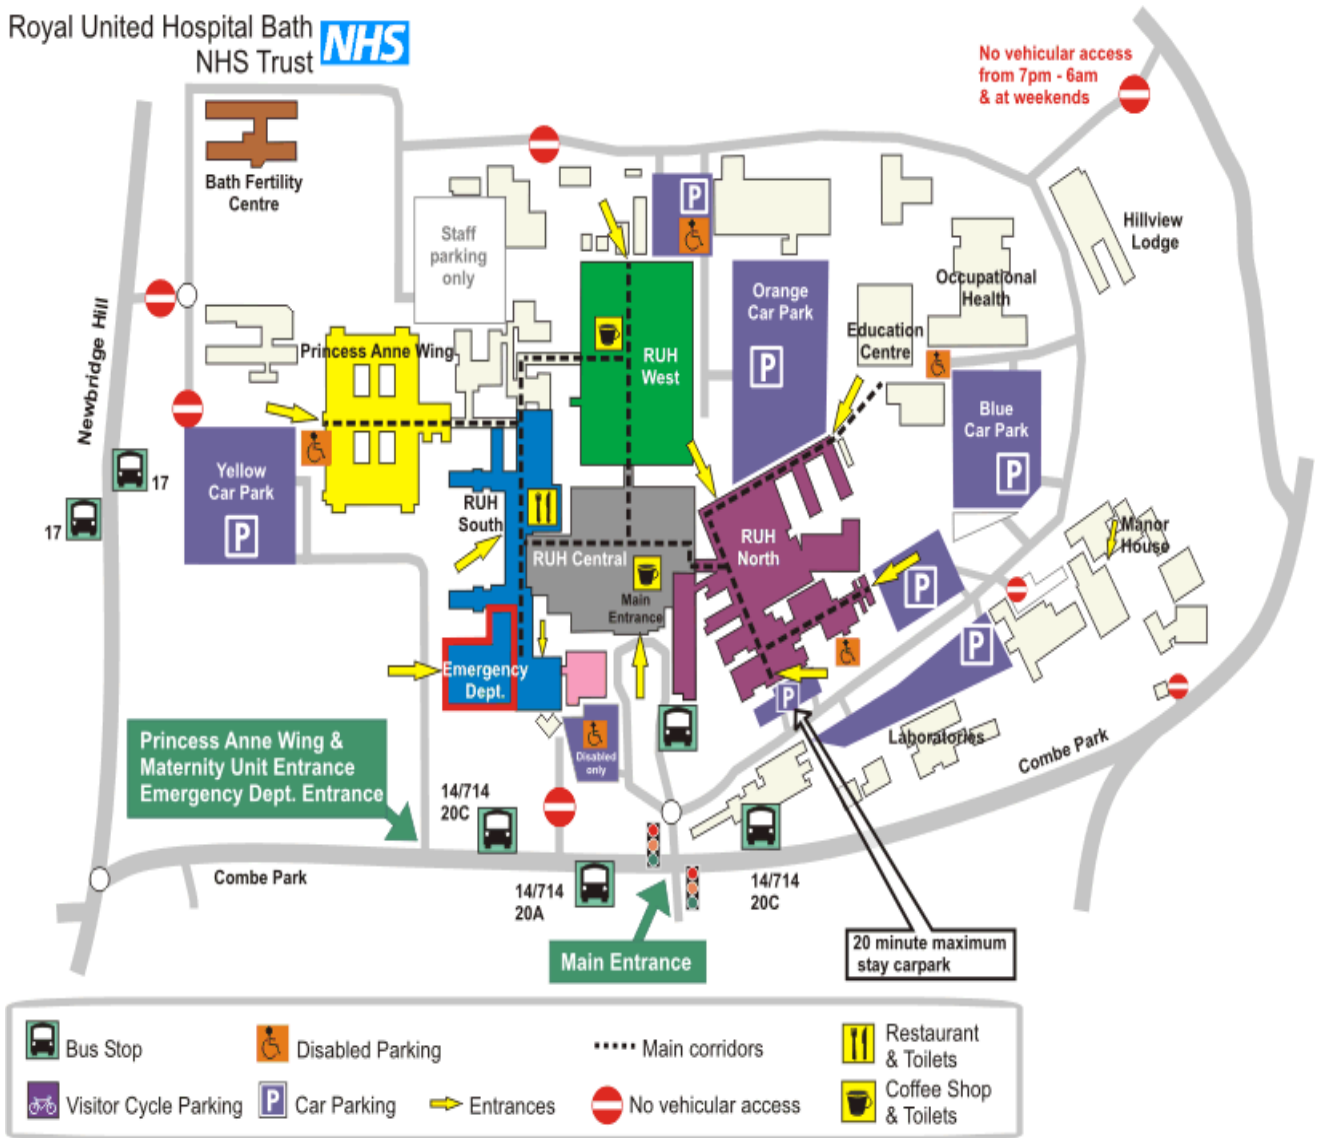 Royal United Hospital Bath
NHS Trust
NHS
No vehicular access
from 7pm - 6am
& at weekends
Bath Fertility
Centre
Staff
parking
only
P
Hillview
Lodge
Orange
Car Park
P
Occupational
Health
Education
Centre
Newbridge Hill
Princess Anne Wing
RUH
West
Blue
Car Park
P
Yellow
Car Park
P
17
17
RUH
South
RUH Central
Main
Entrance
RUH
North
Manor
House
P
P
P
Emergency
Dept.
Disabled
only
Laboratories
Combe Park
Princess Anne Wing &
Maternity Unit Entrance
Emergency Dept. Entrance
14/714
20C
14/714
20A
14/714
20C
Combe Park
Main Entrance
20 minute maximum
stay carpark
Bus Stop
Disabled Parking
Main corridors
Restaurant
& Toilets
Visitor Cycle Parking
P
Car Parking
Entrances
No vehicular access
Coffee Shop
& Toilets